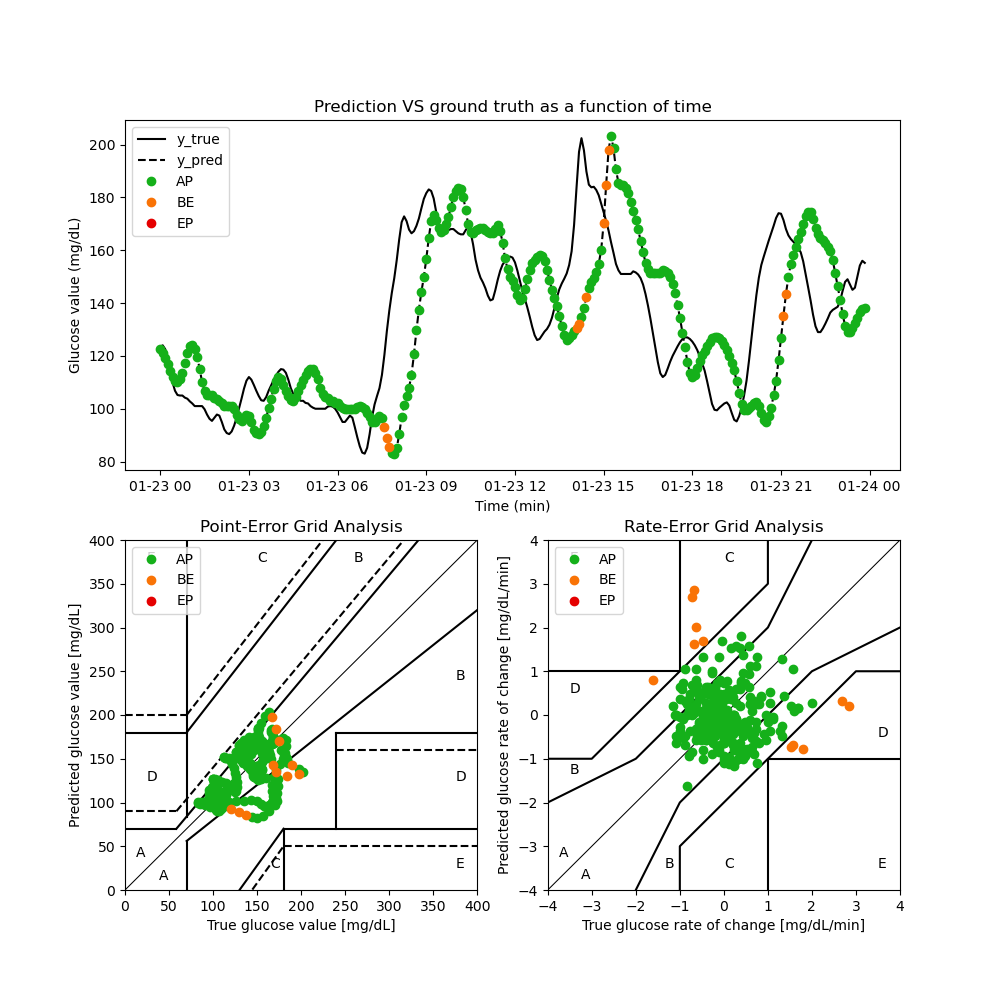 Prediction VS ground truth as a function of time
Glucose value (mg/dL)
200
180
160
140
120
100
80
y_true
y_pred
AP
BE
EP
01-23 00 01-23 03 01-23 06 01-23 09 01-23 12 01-23 15 01-23 18 01-23 21 01-24 00
Time (min)
Point-Error Grid Analysis
Predicted glucose value [mg/dL]
400
350
300
250
200
150
100
50
0
AP
BE
EP
C
B
B
D
D
A
A
C
E
0 50 100 150 200 250 300 350 400
True glucose value [mg/dL]
Rate-Error Grid Analysis
Predicted glucose rate of change [mg/dL/min]
4
3
2
1
0
−1
−2
−3
−4
AP
BE
EP
C
D
D
B
A
A
B
C
E
−4 −3 −2 −1 0 1 2 3 4
True glucose rate of change [mg/dL/min]